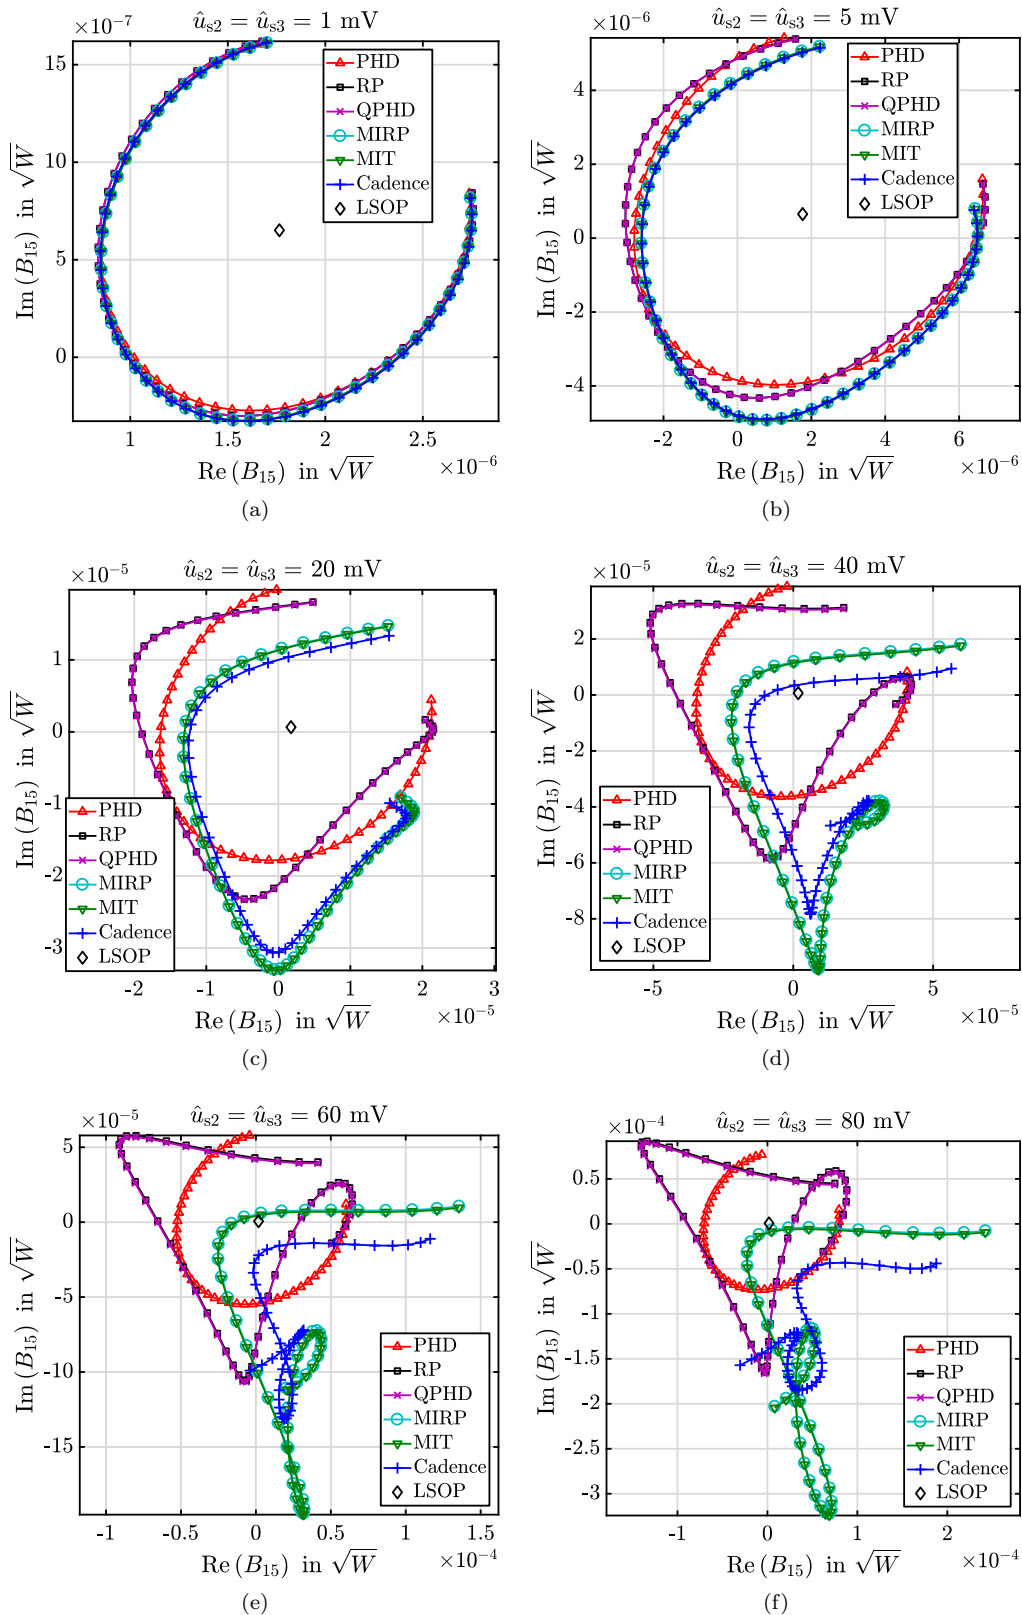 ×10⁻⁷ û_s2 = û_s3 = 1 mV
15
10
5
0
Im (B₁₅) in √W
PHD
RP
QPHD
MIRP
MIT
Cadence
LSOP
1
2
2.5
Re (B₁₅) in √W ×10⁻⁶
(a)
×10⁻⁶ û_s2 = û_s3 = 5 mV
4
2
0
-2
-4
Im (B₁₅) in √W
PHD
RP
QPHD
MIRP
MIT
Cadence
LSOP
-2 0 2 4 6
Re (B₁₅) in √W ×10⁻⁶
(b)
×10⁻⁵ û_s2 = û_s3 = 20 mV
1
0
-1
-2
-3
Im (B₁₅) in √W
PHD
RP
QPHD
MIRP
MIT
Cadence
LSOP
-2 -1 0 1 2 3
Re (B₁₅) in √W ×10⁻⁵
(c)
×10⁻⁵ û_s2 = û_s3 = 40 mV
2
0
-2
-4
-6
-8
Im (B₁₅) in √W
PHD
RP
QPHD
MIRP
MIT
Cadence
LSOP
-5 0 5
Re (B₁₅) in √W ×10⁻⁵
(d)
×10⁻⁵ û_s2 = û_s3 = 60 mV
5
0
-5
-10
-15
Im (B₁₅) in √W
PHD
RP
QPHD
MIRP
MIT
Cadence
LSOP
-1 -0.5 0 0.5 1 1.5
Re (B₁₅) in √W ×10⁻⁴
(e)
×10⁻⁴ û_s2 = û_s3 = 80 mV
0.5
0
-0.5
-1
-1.5
-2
-2.5
-3
Im (B₁₅) in √W
PHD
RP
QPHD
MIRP
MIT
Cadence
LSOP
-1 0 1 2
Re (B₁₅) in √W ×10⁻⁴
(f)